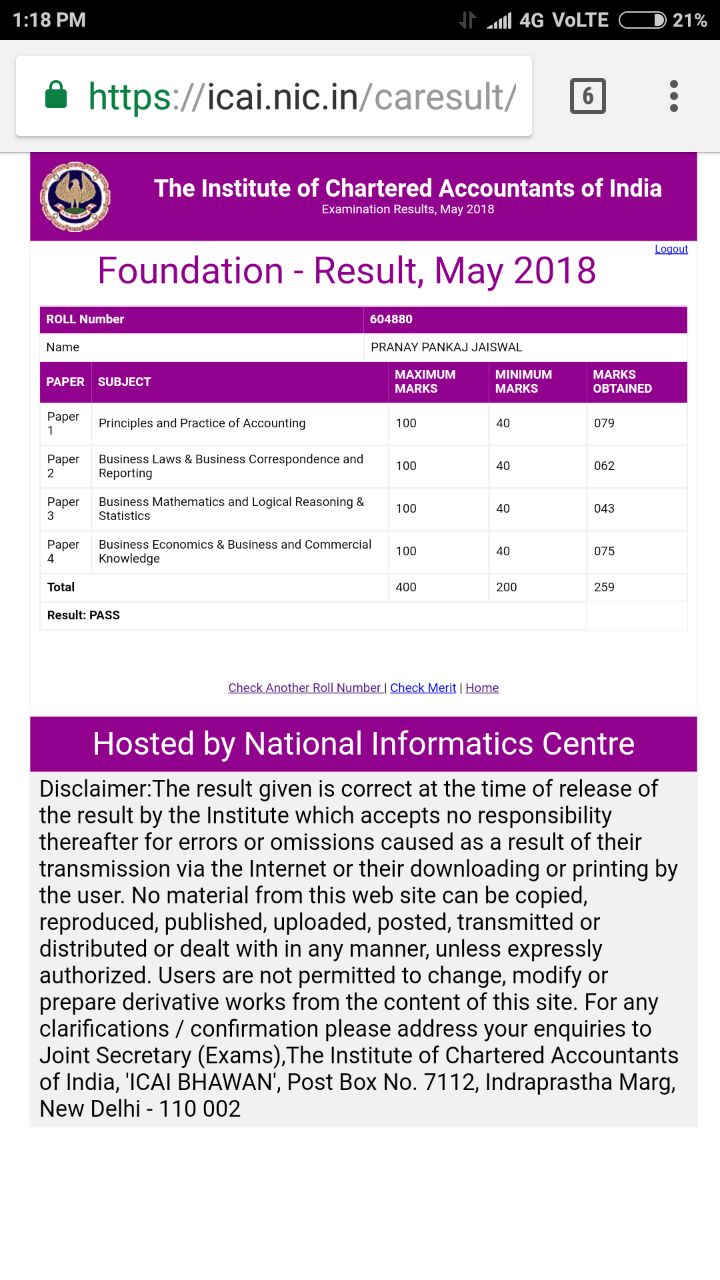 1:18 PM 4G VoLTE 21%
https://icai.nic.in/caresult/ 6
The Institute of Chartered Accountants of India
Examination Results, May 2018
Logout
Foundation - Result, May 2018
ROLL Number 604880
Name PRANAY PANKAJ JAISWAL
PAPER SUBJECT MAXIMUM MARKS MINIMUM MARKS MARKS OBTAINED
Paper 1 Principles and Practice of Accounting 100 40 079
Paper 2 Business Laws & Business Correspondence and Reporting 100 40 062
Paper 3 Business Mathematics and Logical Reasoning & Statistics 100 40 043
Paper 4 Business Economics & Business and Commercial Knowledge 100 40 075
Total 400 200 259
Result: PASS
Check Another Roll Number | Check Merit | Home
Hosted by National Informatics Centre
Disclaimer:The result given is correct at the time of release of
the result by the Institute which accepts no responsibility
thereafter for errors or omissions caused as a result of their
transmission via the Internet or their downloading or printing by
the user. No material from this web site can be copied,
reproduced, published, uploaded, posted, transmitted or
distributed or dealt with in any manner, unless expressly
authorized. Users are not permitted to change, modify or
prepare derivative works from the content of this site. For any
clarifications / confirmation please address your enquiries to
Joint Secretary (Exams),The Institute of Chartered Accountants
of India, 'ICAI BHAWAN', Post Box No. 7112, Indraprastha Marg,
New Delhi - 110 002